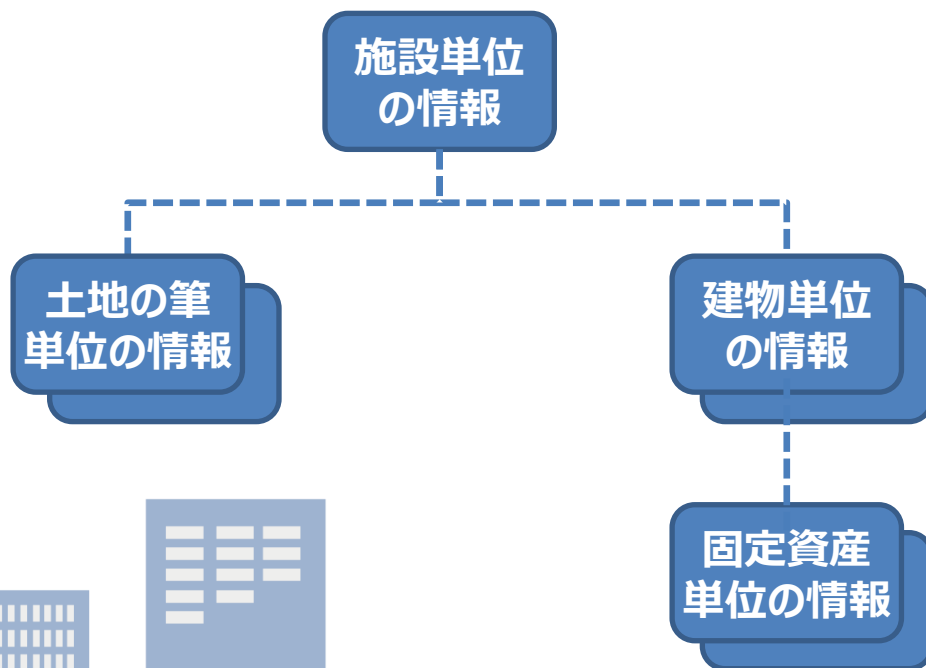 施設単位
の情報
土地の筆
単位の情報
建物単位
の情報
固定資産
単位の情報